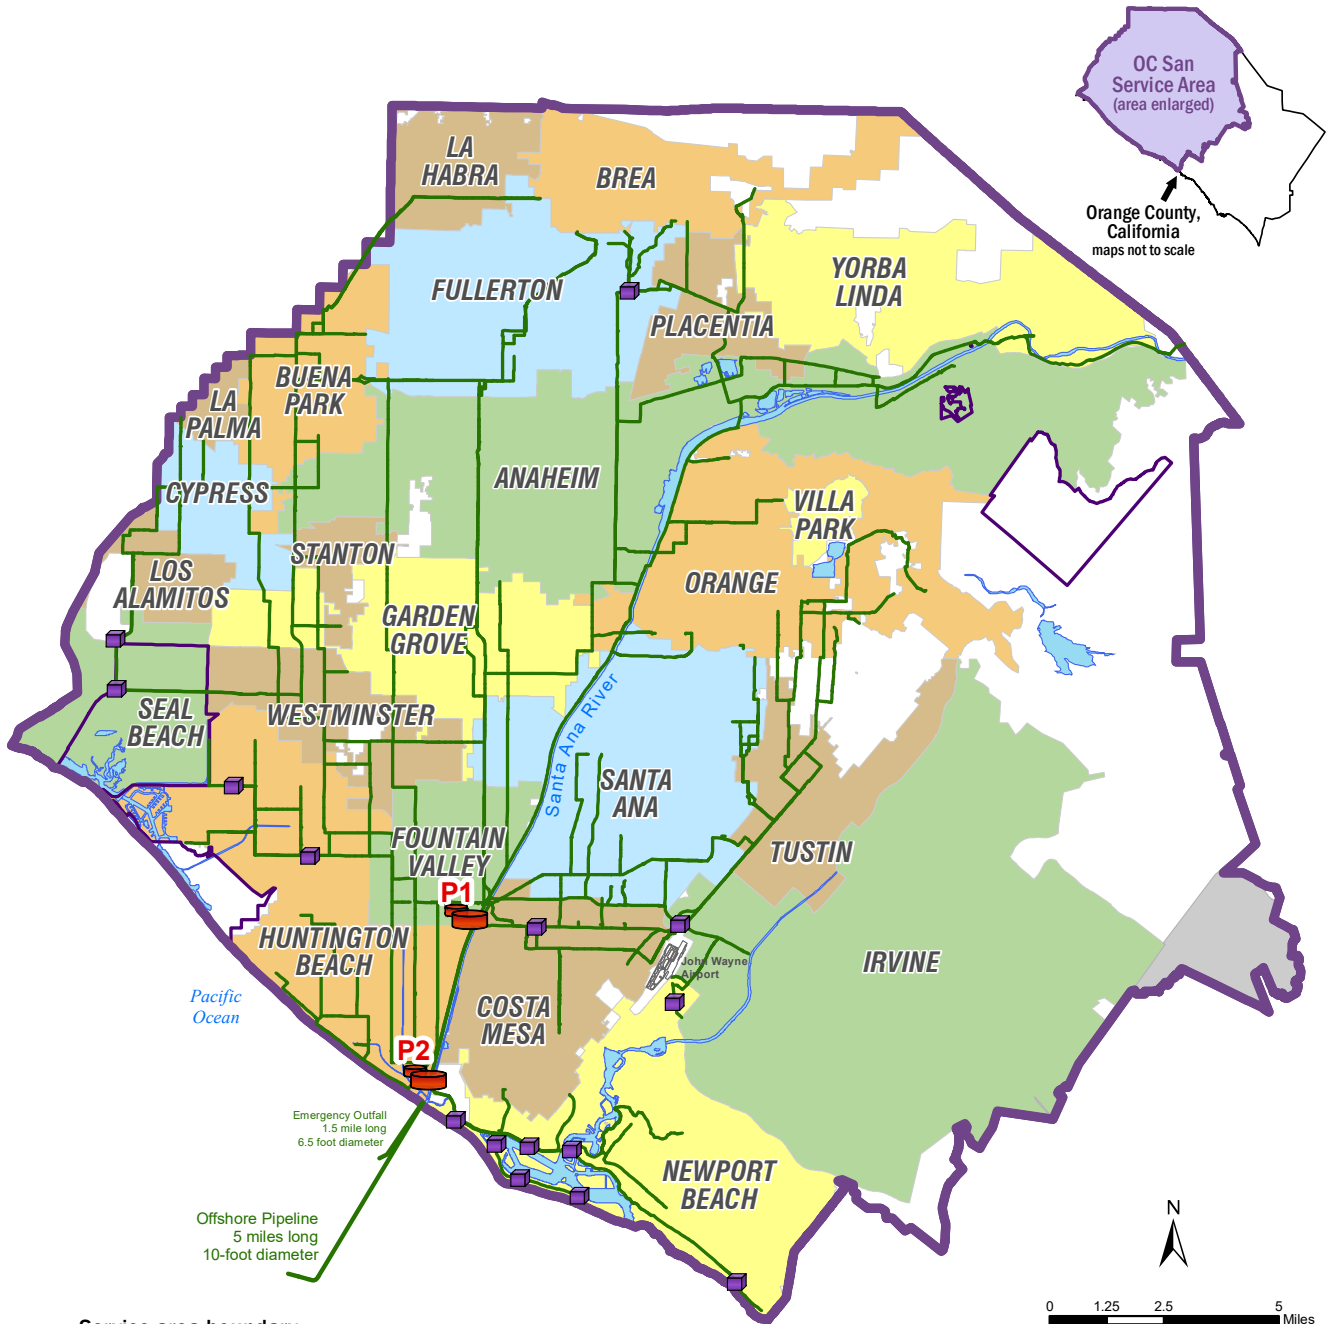 OC San
Service Area
(area enlarged)
Orange County,
California
maps not to scale
LA
HABRA
BREA
FULLERTON
YORBA
LINDA
PLACENTIA
BUENA
PARK
LA
PALMA
CYPRESS
ANAHEIM
VILLA
PARK
STANTON
LOS
ALAMITOS
ORANGE
GARDEN
GROVE
SEAL
BEACH
WESTMINSTER
Santa Ana River
SANTA
ANA
FOUNTAIN
VALLEY
TUSTIN
P1
HUNTINGTON
BEACH
John Wayne
Airport
IRVINE
Pacific
Ocean
COSTA
MESA
P2
Emergency Outfall
1.5 mile long
6.5 foot diameter
NEWPORT
BEACH
Offshore Pipeline
5 miles long
10-foot diameter
N
0 1.25 2.5 5
Miles